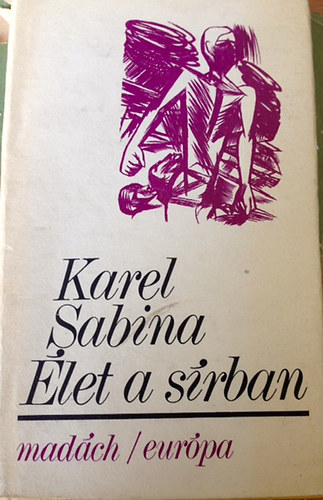 Karel
Sabina
Élet a sírban
madách / európa